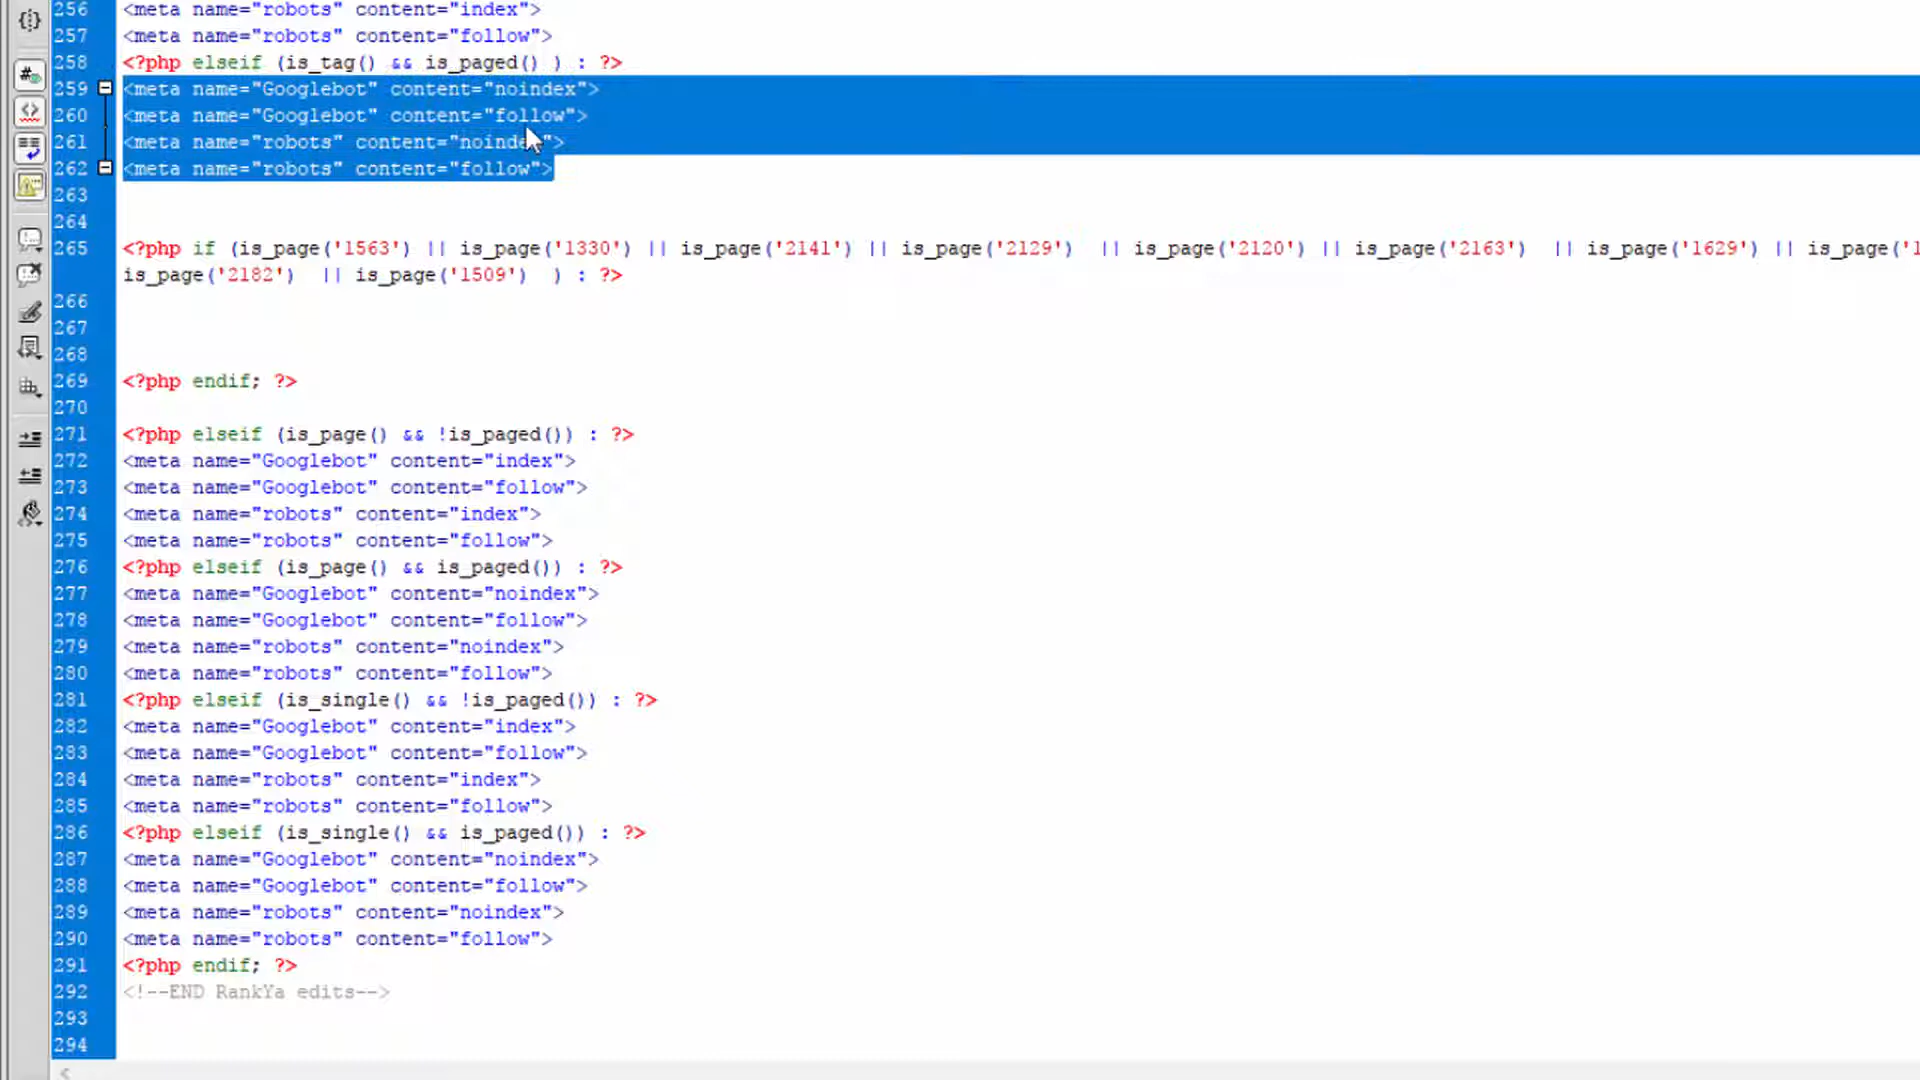 256 <meta name="robots" content="index">
257 <meta name="robots" content="follow">
258 <?php elseif (is_tag() && is_paged() ) : ?>
259 <meta name="Googlebot" content="noindex">
260 <meta name="Googlebot" content="follow">
261 <meta name="robots" content="noindex">
262 <meta name="robots" content="follow">
263
264
265 <?php if (is_page('1563') || is_page('1330') || is_page('2141') || is_page('2129')  || is_page('2120') || is_page('2163')  || is_page('1629') || is_page('1
is_page('2182')  || is_page('1509')  ) : ?>
266
267
268
269 <?php endif; ?>
270
271 <?php elseif (is_page() && !is_paged()) : ?>
272 <meta name="Googlebot" content="index">
273 <meta name="Googlebot" content="follow">
274 <meta name="robots" content="index">
275 <meta name="robots" content="follow">
276 <?php elseif (is_page() && is_paged()) : ?>
277 <meta name="Googlebot" content="noindex">
278 <meta name="Googlebot" content="follow">
279 <meta name="robots" content="noindex">
280 <meta name="robots" content="follow">
281 <?php elseif (is_single() && !is_paged()) : ?>
282 <meta name="Googlebot" content="index">
283 <meta name="Googlebot" content="follow">
284 <meta name="robots" content="index">
285 <meta name="robots" content="follow">
286 <?php elseif (is_single() && is_paged()) : ?>
287 <meta name="Googlebot" content="noindex">
288 <meta name="Googlebot" content="follow">
289 <meta name="robots" content="noindex">
290 <meta name="robots" content="follow">
291 <?php endif; ?>
292 <!--END RankYa edits-->
293
294